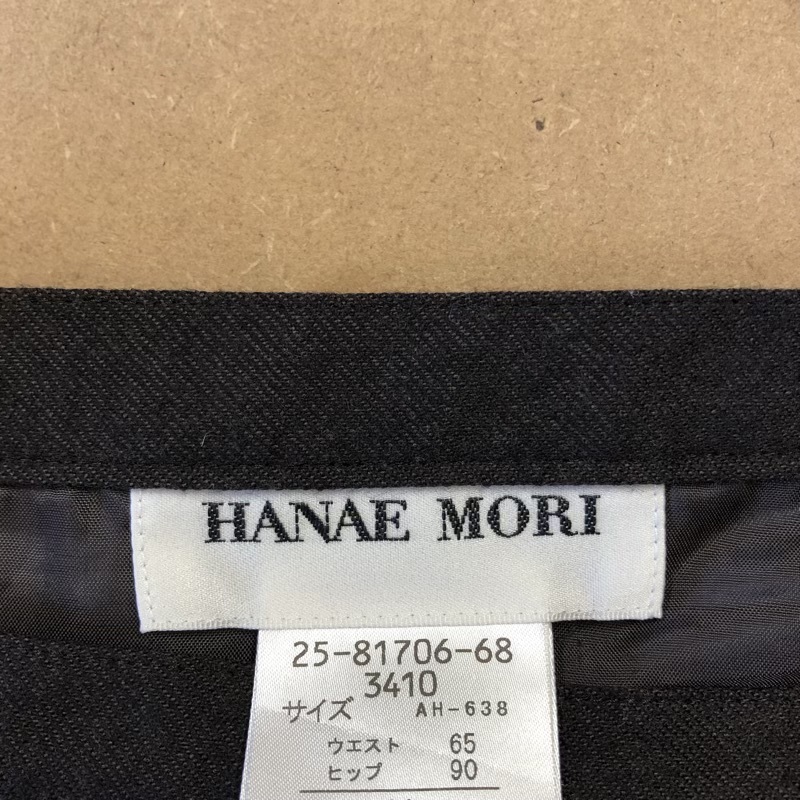 HANAE MORI
25-81706-68
3410
サイズ AH-638
ウエスト 65
ヒップ 90